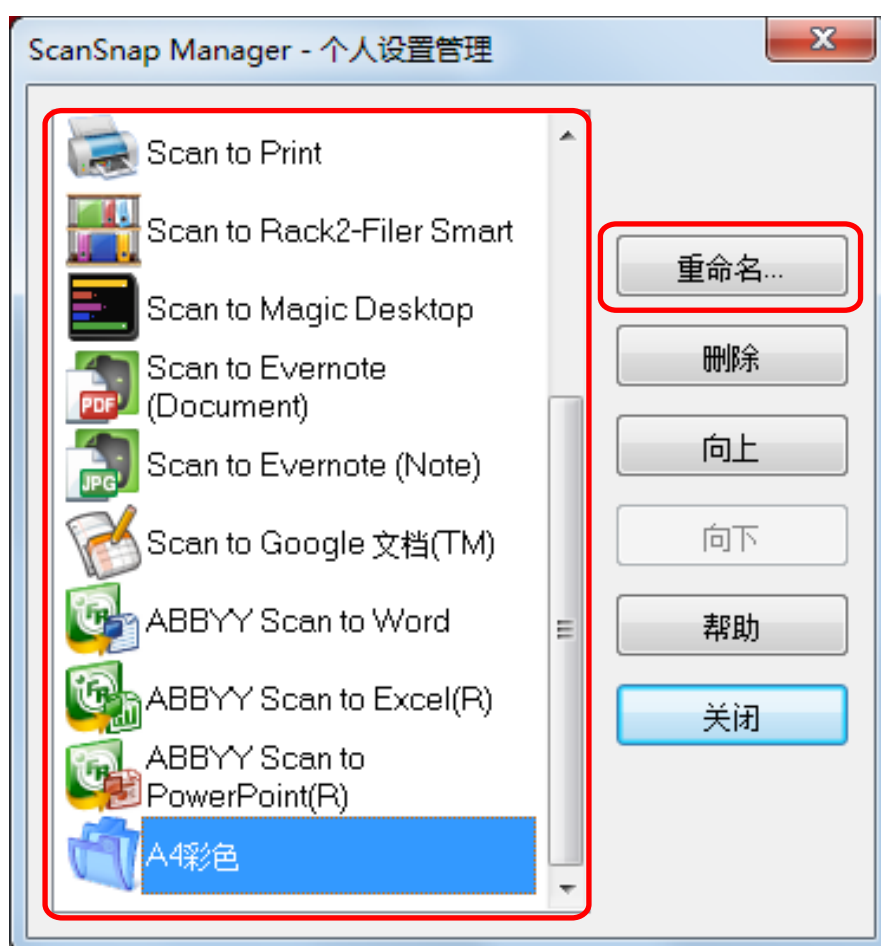 ScanSnap Manager - 个人设置管理
Scan to Print
Scan to Rack2-Filer Smart
Scan to Magic Desktop
Scan to Evernote
(Document)
PDF
Scan to Evernote (Note)
JPG
Scan to Google 文档(TM)
ABBYY Scan to Word
ABBYY Scan to Excel(R)
ABBYY Scan to
PowerPoint(R)
A4彩色
重命名...
删除
向上
向下
帮助
关闭